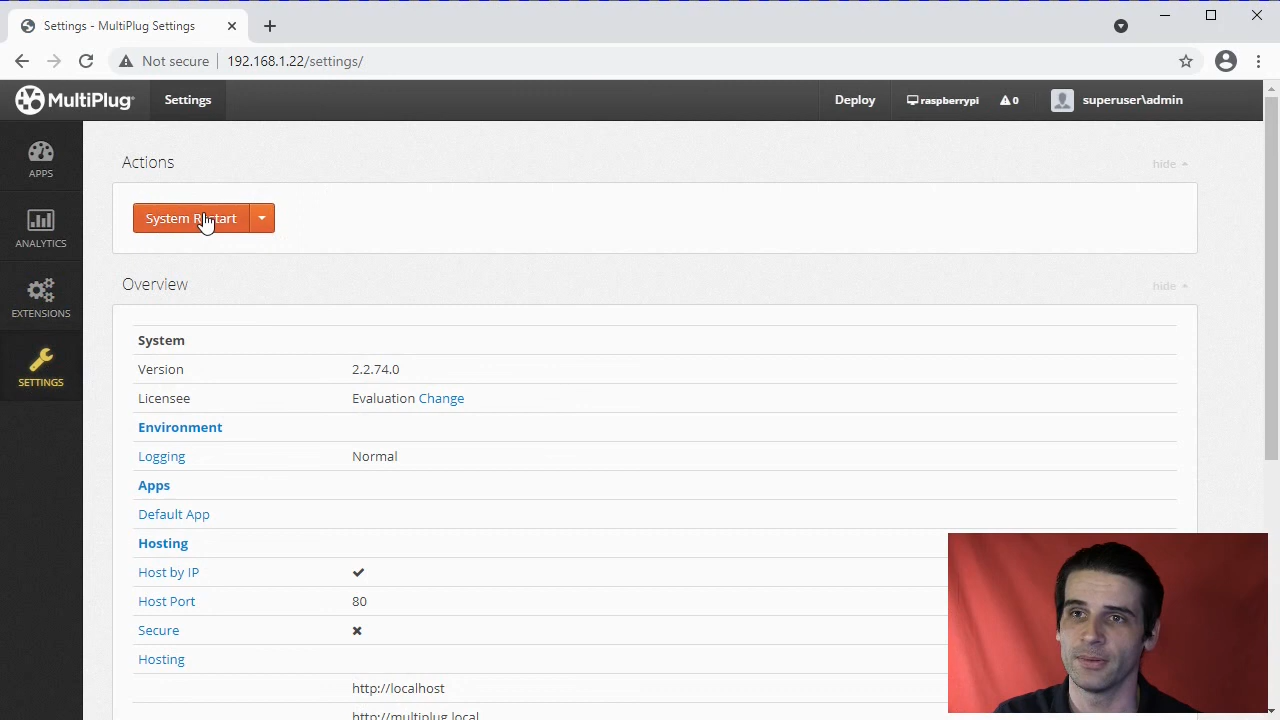 Settings - MultiPlug Settings
Not secure
192.168.1.22/settings/
MultiPlug
Settings
Deploy
raspberrypi
0
superuser\admin
APPS
ANALYTICS
EXTENSIONS
SETTINGS
Actions
hide
System Restart
Overview
hide
System
Version 2.2.74.0
Licensee Evaluation Change
Environment
Logging Normal
Apps
Default App
Hosting
Host by IP
Host Port 80
Secure
Hosting
http://localhost
http://multiplug.local